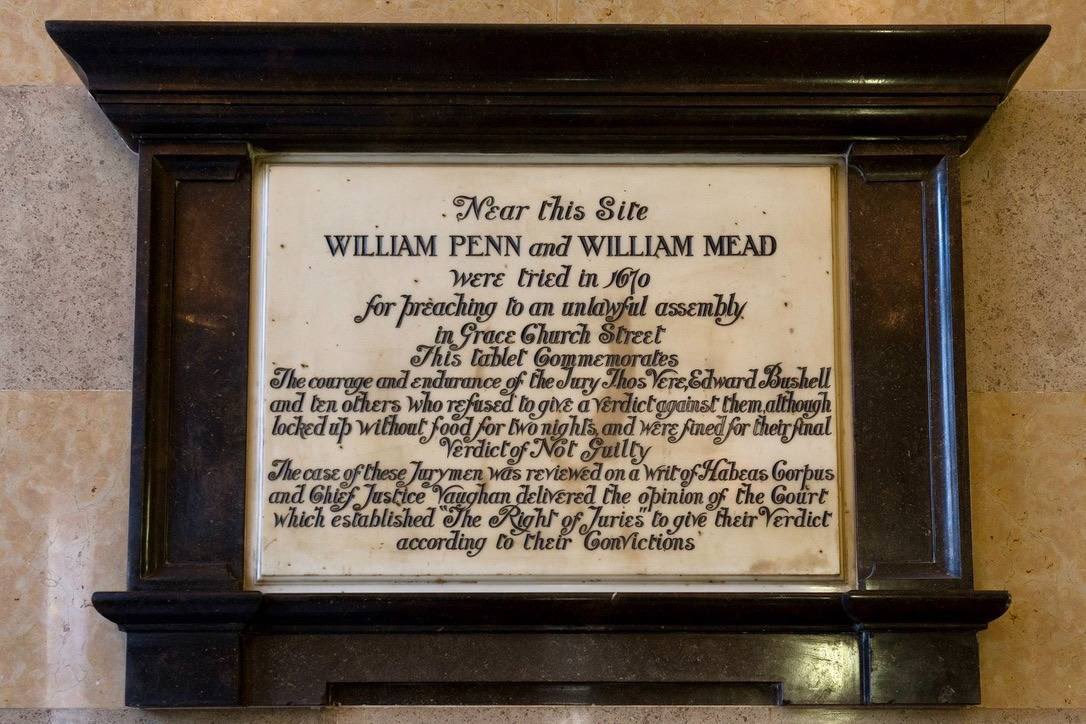 Near this Site
WILLIAM PENN and WILLIAM MEAD
were tried in 1670
for preaching to an unlawful assembly
in Grace Church Street
This tablet Commemorates
The courage and endurance of the Jury Thos Vere, Edward Bushell
and ten others who refused to give a verdict against them, although
locked up without food for two nights, and were fined for their final
Verdict of Not Guilty
The case of these Jurymen was reviewed on a writ of Habeas Corpus
and Chief Justice Vaughan delivered the opinion of the Court
which established "The Right of Juries" to give their Verdict
according to their Convictions